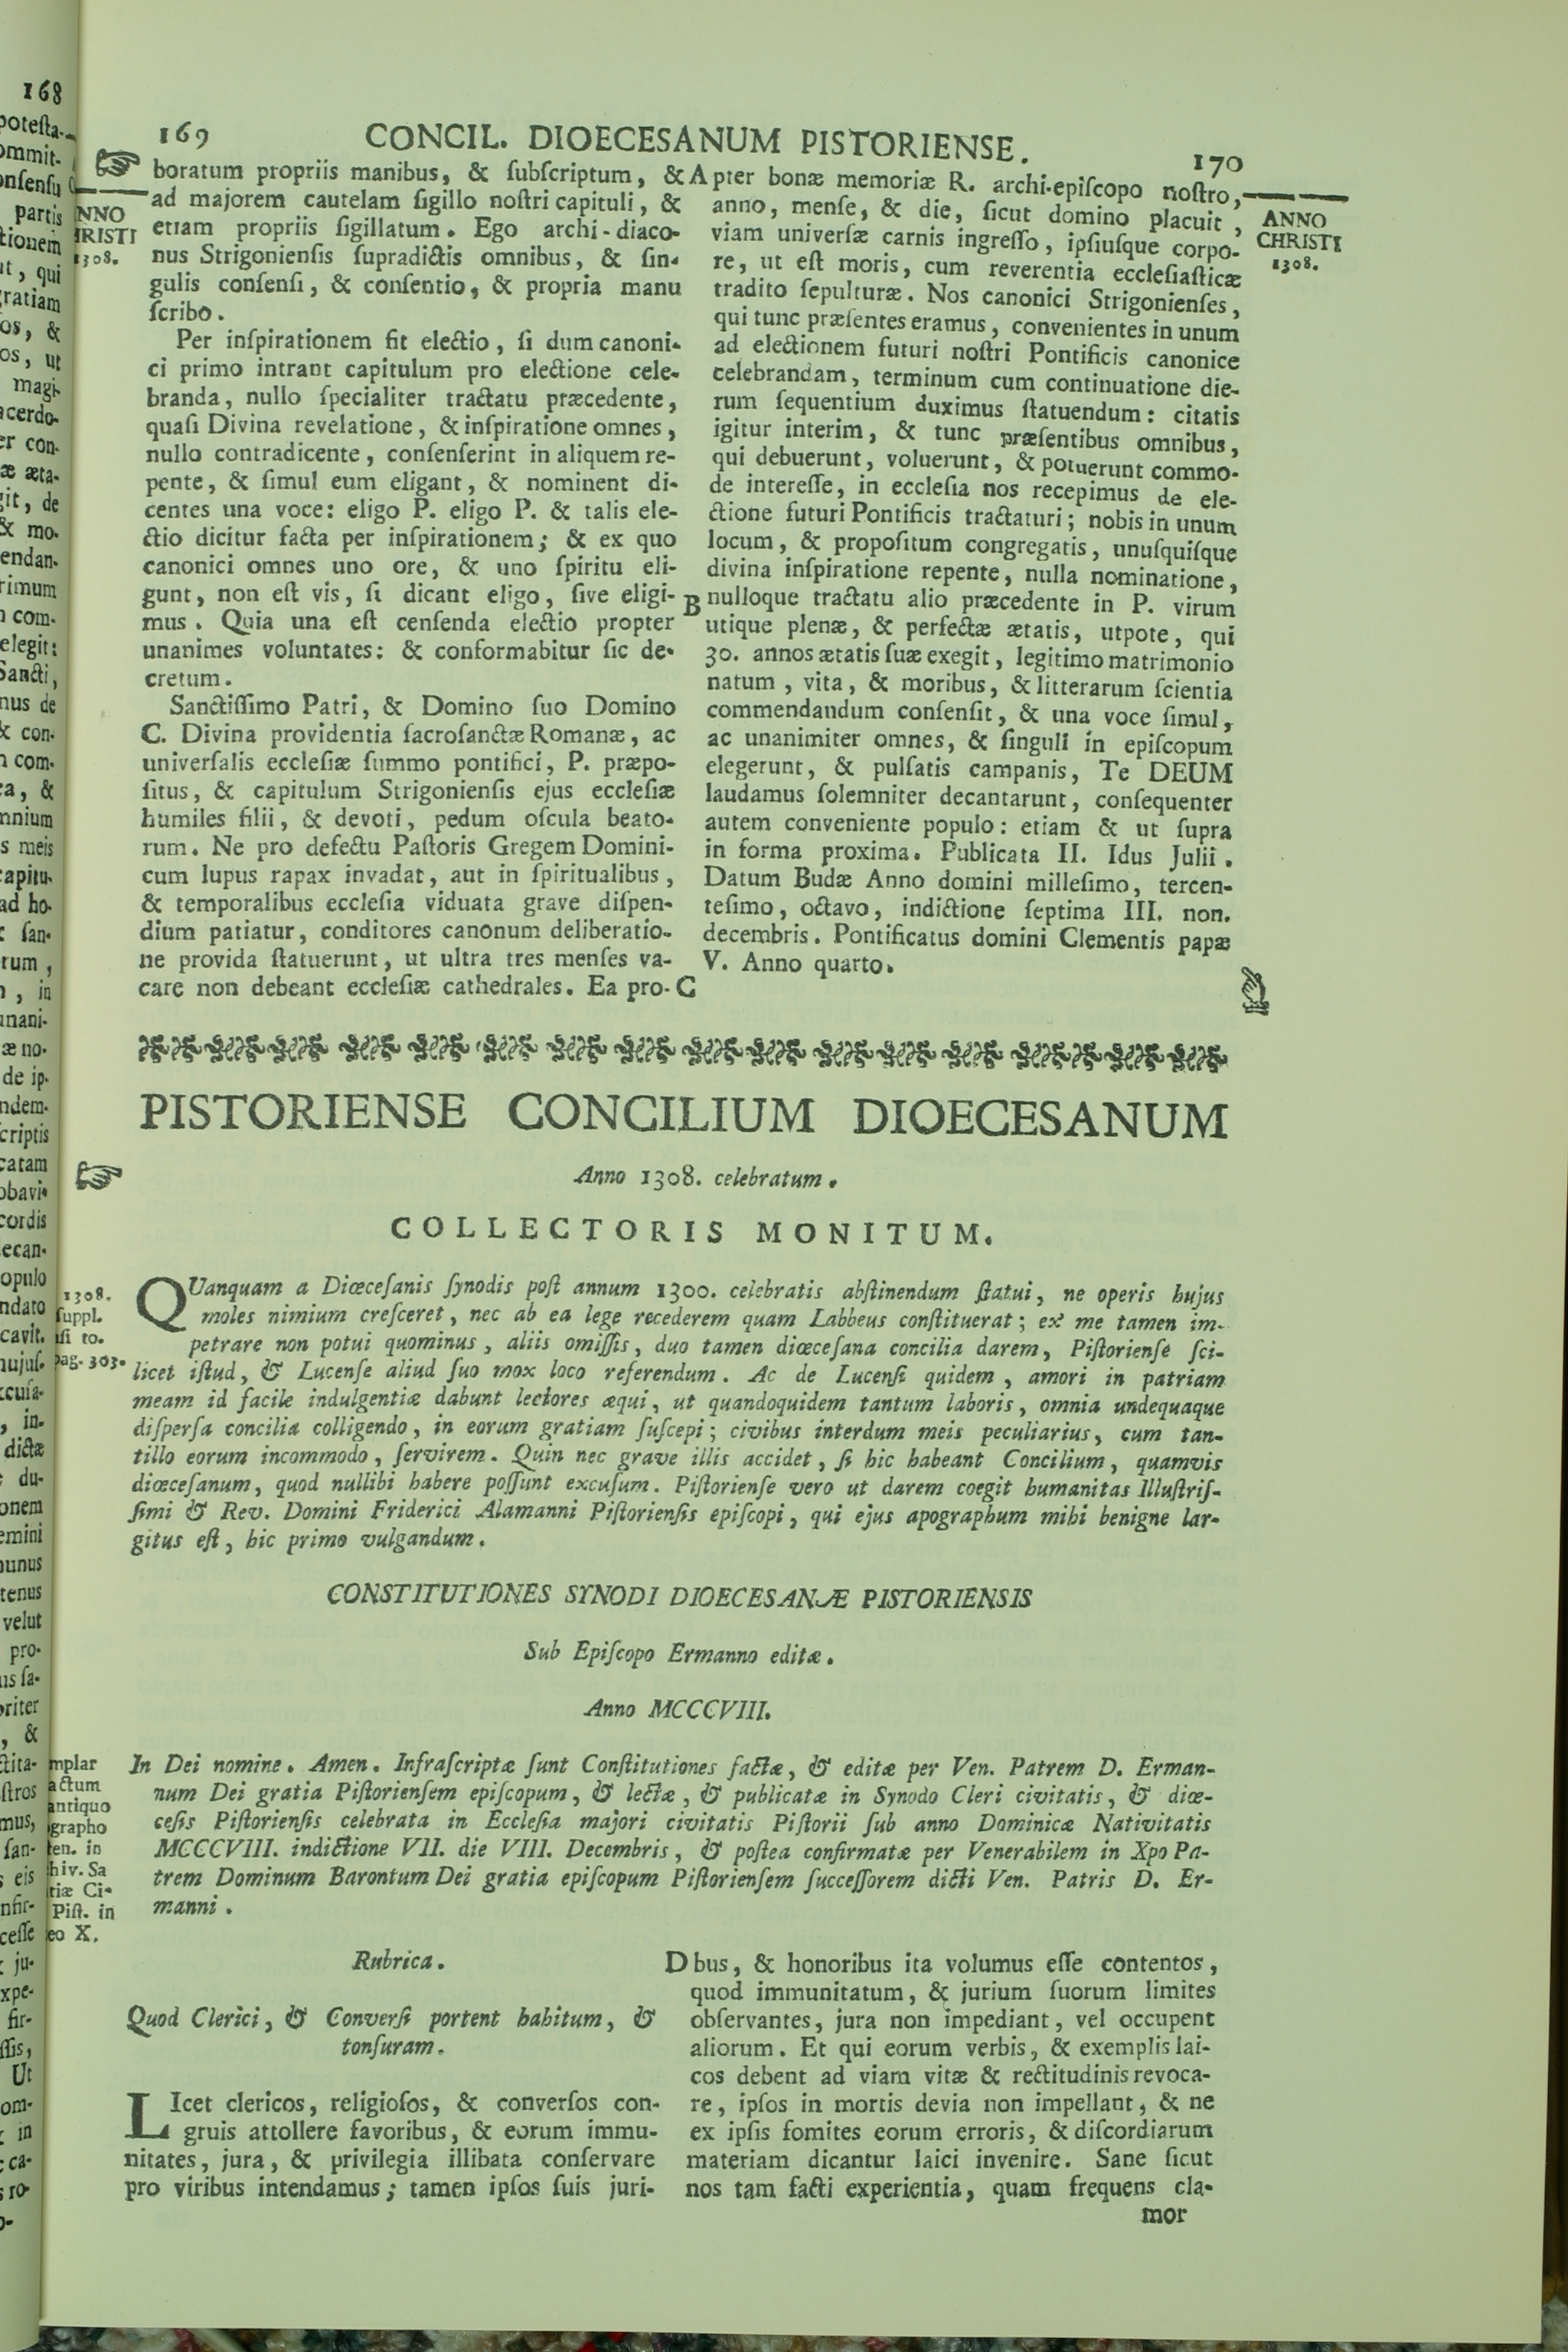 169 CONCIL. DIOECESANUM PISTORIENSE. 170
boratum propriis manibus, & ſubſcriptum, &
ad majorem cautelam ſigillo noſtri capituli, &
etiam propriis ſigillatum. Ego archi-diaco-
nus Strigonienſis ſupradictis omnibus, & ſin-
gulis conſenſi, & conſentio, & propria manu
ſcribo.
Per inſpirationem fit electio, ſi dum canoni-
ci primo intrant capitulum pro electione cele-
branda, nullo ſpecialiter tractatu præcedente,
quaſi Divina revelatione, & inſpiratione omnes,
nullo contradicente, conſenſerint in aliquem re-
pente, & ſimul eum eligant, & nominent di-
centes una voce: eligo P. eligo P. & talis ele-
ctio dicitur facta per inſpirationem; & ex quo
canonici omnes uno ore, & uno ſpiritu eli-
gunt, non eſt vis, ſi dicant eligo, ſive eligi-
mus. Quia una eſt cenſenda electio propter
unanimes voluntates: & conformabitur ſic de-
cretum.
Sanctiſſimo Patri, & Domino ſuo Domino
C. Divina providentia ſacroſanctæ Romanæ, ac
univerſalis eccleſiæ ſummo pontifici, P. præpo-
ſitus, & capitulum Strigonienſis ejus eccleſiæ
humiles filii, & devoti, pedum oſcula beato-
rum. Ne pro defectu Paſtoris Gregem Domini-
cum lupus rapax invadat, aut in ſpiritualibus,
& temporalibus eccleſia viduata grave diſpen-
dium patiatur, conditores canonum deliberatio-
ne provida ſtatuerunt, ut ultra tres menſes va-
care non debeant eccleſiæ cathedrales. Ea pro-
A pter bonæ memoriæ R. archi-epiſcopo noſtro,
anno, menſe, & die, ſicut domino placuit,
viam univerſæ carnis ingreſſo, ipſiuſque corpo-
re, ut eſt moris, cum reverentia eccleſiaſticæ
tradito ſepulturæ. Nos canonici Strigonienſes,
qui tunc præſentes eramus, convenientes in unum
ad electionem futuri noſtri Pontificis canonice
celebrandam, terminum cum continuatione die-
rum ſequentium duximus ſtatuendum: citatis
igitur interim, & tunc præſentibus omnibus,
qui debuerunt, voluerunt, & potuerunt commo-
de intereſſe, in eccleſia nos recepimus de ele-
ctione futuri Pontificis tractaturi; nobis in unum
locum, & propoſitum congregatis, unuſquiſque
divina inſpiratione repente, nulla nominatione,
B nulloque tractatu alio præcedente in P. virum
utique plenæ, & perfectæ ætatis, utpote, qui
30. annos ætatis ſuæ exegit, legitimo matrimonio
natum, vita, & moribus, & litterarum ſcientia
commendandum conſenſit, & una voce ſimul,
ac unanimiter omnes, & ſinguli in epiſcopum
elegerunt, & pulſatis campanis, Te DEUM
laudamus ſolemniter decantarunt, conſequenter
autem conveniente populo: etiam & ut ſupra
in forma proxima. Publicata II. Idus Julii.
Datum Budæ Anno domini milleſimo, tercen-
teſimo, octavo, indictione ſeptima III. non.
decembris. Pontificatus domini Clementis papæ
V. Anno quarto.
C
ANNO
CHRISTI
1308.
PISTORIENSE CONCILIUM DIOECESANUM
Anno 1308. celebratum.
COLLECTORIS MONITUM.
QUanquam a Diœceſanis ſynodis poſt annum 1300. celebratis abſtinendum ſtatui, ne operis hujus
moles nimium creſceret, nec ab ea lege recederem quam Labbeus conſtituerat; ex me tamen im-
petrare non potui quominus, aliis omiſſis, duo tamen diœceſana concilia darem, Piſtorienſe ſci-
licet iſtud, & Lucenſe aliud ſuo mox loco referendum. Ac de Lucenſi quidem, amori in patriam
meam id facile indulgentiæ dabunt lectores æqui, ut quandoquidem tantum laboris, omnia undequaque
diſperſa concilia colligendo, in eorum gratiam ſuſcepi; civibus interdum meis peculiarius, cum tan-
tillo eorum incommodo, ſervirem. Quin nec grave illis accidet, ſi hic habeant Concilium, quamvis
diœceſanum, quod nullibi habere poſſunt excuſum. Piſtorienſe vero ut darem coegit humanitas Illuſtriſ-
ſimi & Rev. Domini Friderici Alamanni Piſtorienſis epiſcopi, qui ejus apographum mihi benigne lar-
gitus eſt, hic primo vulgandum.
CONSTITUTIONES SYNODI DIOECESANÆ PISTORIENSIS
Sub Epiſcopo Ermanno editæ.
Anno MCCCVIII.
In Dei nomine. Amen. Infraſcriptæ ſunt Conſtitutiones factæ, & editæ per Ven. Patrem D. Erman-
num Dei gratia Piſtorienſem epiſcopum, & lectæ, & publicatæ in Synodo Cleri civitatis, & diœ-
ceſis Piſtorienſis celebrata in Eccleſia majori civitatis Piſtorii ſub anno Dominicæ Nativitatis
MCCCVIII. indictione VII. die VIII. Decembris, & poſtea confirmatæ per Venerabilem in Xpo Pa-
trem Dominum Barontum Dei gratia epiſcopum Piſtorienſem ſucceſſorem dicti Ven. Patris D. Er-
manni.
Rubrica.
Quod Clerici, & Converſi portent habitum, &
tonſuram.
LIcet clericos, religioſos, & converſos con-
gruis attollere favoribus, & eorum immu-
nitates, jura, & privilegia illibata conſervare
pro viribus intendamus; tamen ipſos ſuis juri-
D bus, & honoribus ita volumus eſſe contentos,
quod immunitatum, & jurium ſuorum limites
obſervantes, jura non impediant, vel occupent
aliorum. Et qui eorum verbis, & exemplis lai-
cos debent ad viam vitæ & rectitudinis revoca-
re, ipſos in mortis devia non impellant, & ne
ex ipſis fomites eorum erroris, & diſcordiarum
materiam dicantur laici invenire. Sane ſicut
nos tam facti experientia, quam frequens cla-
mor